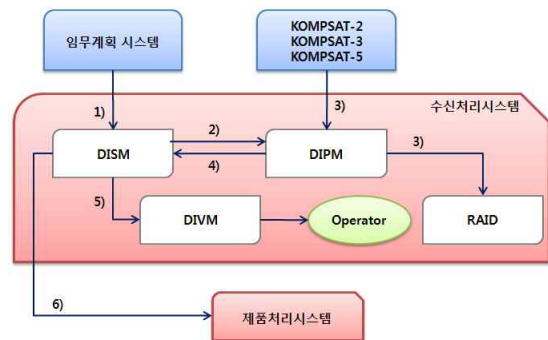 임무계획 시스템
KOMPSAT-2
KOMPSAT-3
KOMPSAT-5
1)
3)
수신처리시스템
2)
3)
DISM
DIPM
4)
5)
DIVM
Operator
RAID
6)
제품처리시스템